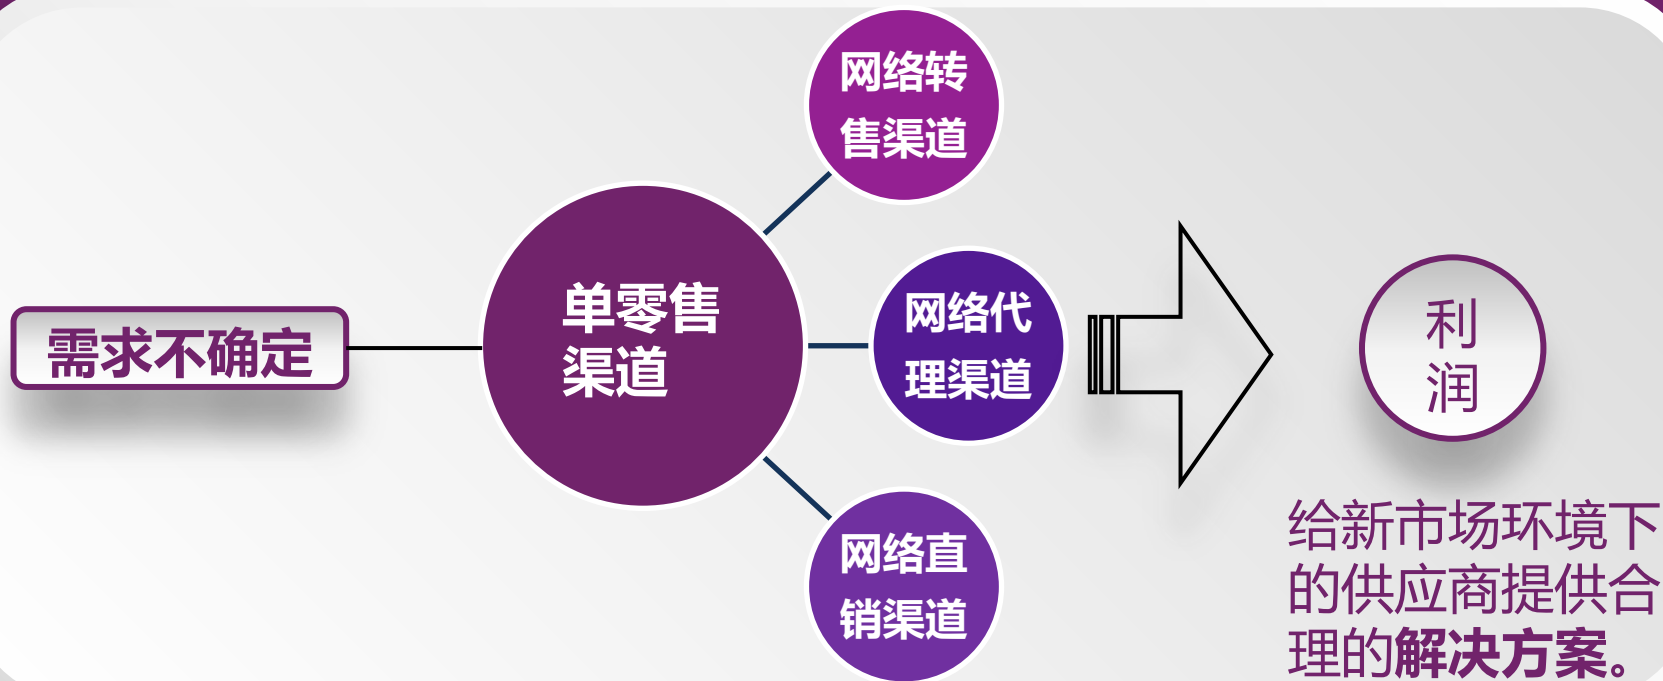 需求不确定
单零售
渠道
网络转
售渠道
网络代
理渠道
网络直
销渠道
利
润
给新市场环境下
的供应商提供合
理的解决方案。